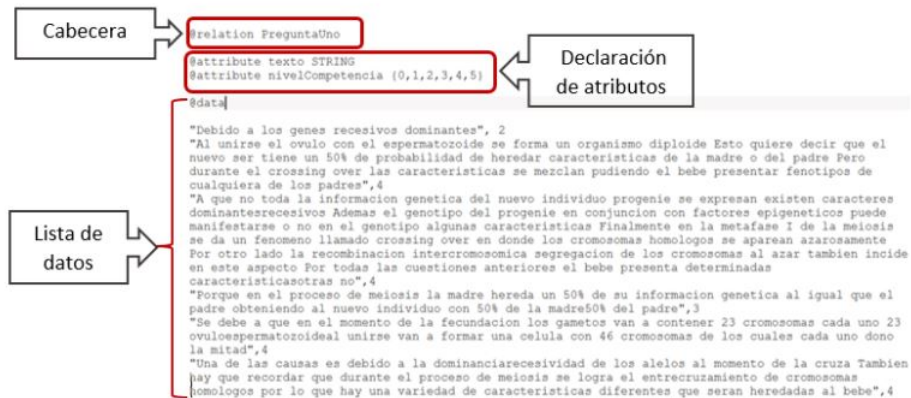 Cabecera
@relation PreguntaUno
@attribute texto STRING
@attribute nivelCompetencia {0,1,2,3,4,5}
Declaración
de atributos
@data
Lista de
datos
"Debido a los genes recesivos dominantes", 2
"Al unirse el ovulo con el espermatozoide se forma un organismo diploide Esto quiere decir que el
nuevo ser tiene un 50% de probabilidad de heredar caracteristicas de la madre o del padre Pero
durante el crossing over las caracteristicas se mezclan pudiendo el bebe presentar fenotipos de
cualquiera de los padres",4
"A que no toda la informacion genetica del nuevo individuo progenie se expresan existen caracteres
dominantesrecesivos Ademas el genotipo del progenie en conjuncion con factores epigeneticos puede
manifestarse o no en el genotipo algunas caracteristicas Finalmente en la metafase I de la meiosis
se da un fenomeno llamado crossing over en donde los cromosomas homologos se aparean azarosamente
Por otro lado la recombinacion intercromosomica segregacion de los cromosomas al azar tambien incide
en este aspecto Por todas las cuestiones anteriores el bebe presenta determinadas
caracteristicasotras no",4
"Porque en el proceso de meiosis la madre hereda un 50% de su informacion genetica al igual que el
padre obteniendo al nuevo individuo con 50% de la madre50% del padre",3
"Se debe a que en el momento de la fecundacion los gametos van a contener 23 cromosomas cada uno 23
ovuloespermatozoideal unirse van a formar una celula con 46 cromosomas de los cuales cada uno dono
la mitad",4
"Una de las causas es debido a la dominanciarecesividad de los alelos al momento de la cruza Tambien
hay que recordar que durante el proceso de meiosis se logra el entrecruzamiento de cromosomas
homologos por lo que hay una variedad de caracteristicas diferentes que seran heredadas al bebe",4